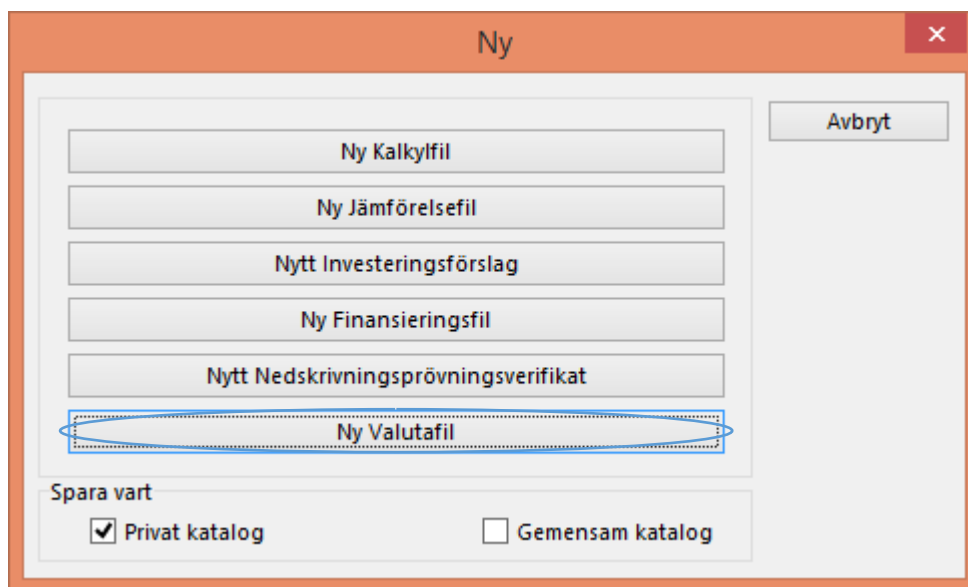 Ny
Avbryt
Ny Kalkylfil
Ny Jämförelsefil
Nytt Investeringsförslag
Ny Finansieringsfil
Nytt Nedskrivningsprövningsverifikat
Ny Valutafil
Spara vart
Privat katalog
Gemensam katalog